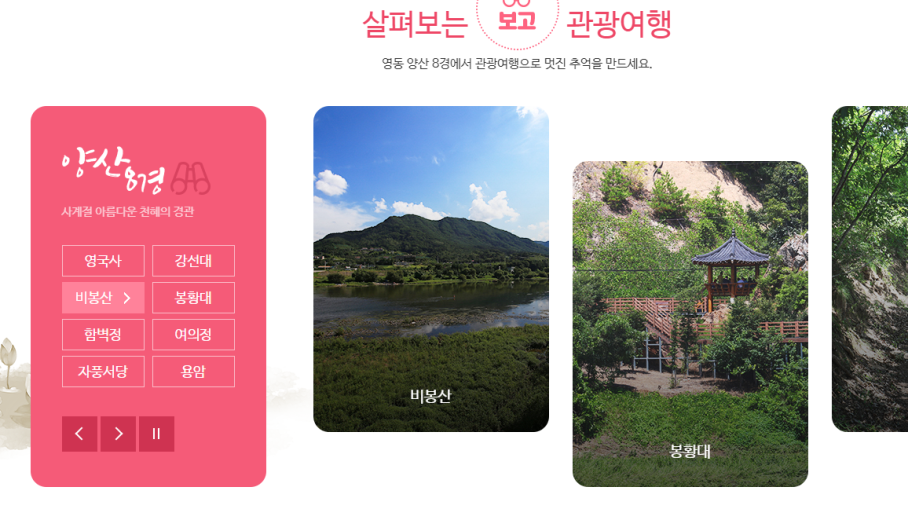 살펴보는 보고 관광여행
영동 양산 8경에서 관광여행으로 멋진 추억을 만드세요.
양산8경
사계절 아름다운 천혜의 경관
영국사 강선대
비봉산 봉황대
함벽정 여의정
자풍서당 용암
비봉산
봉황대